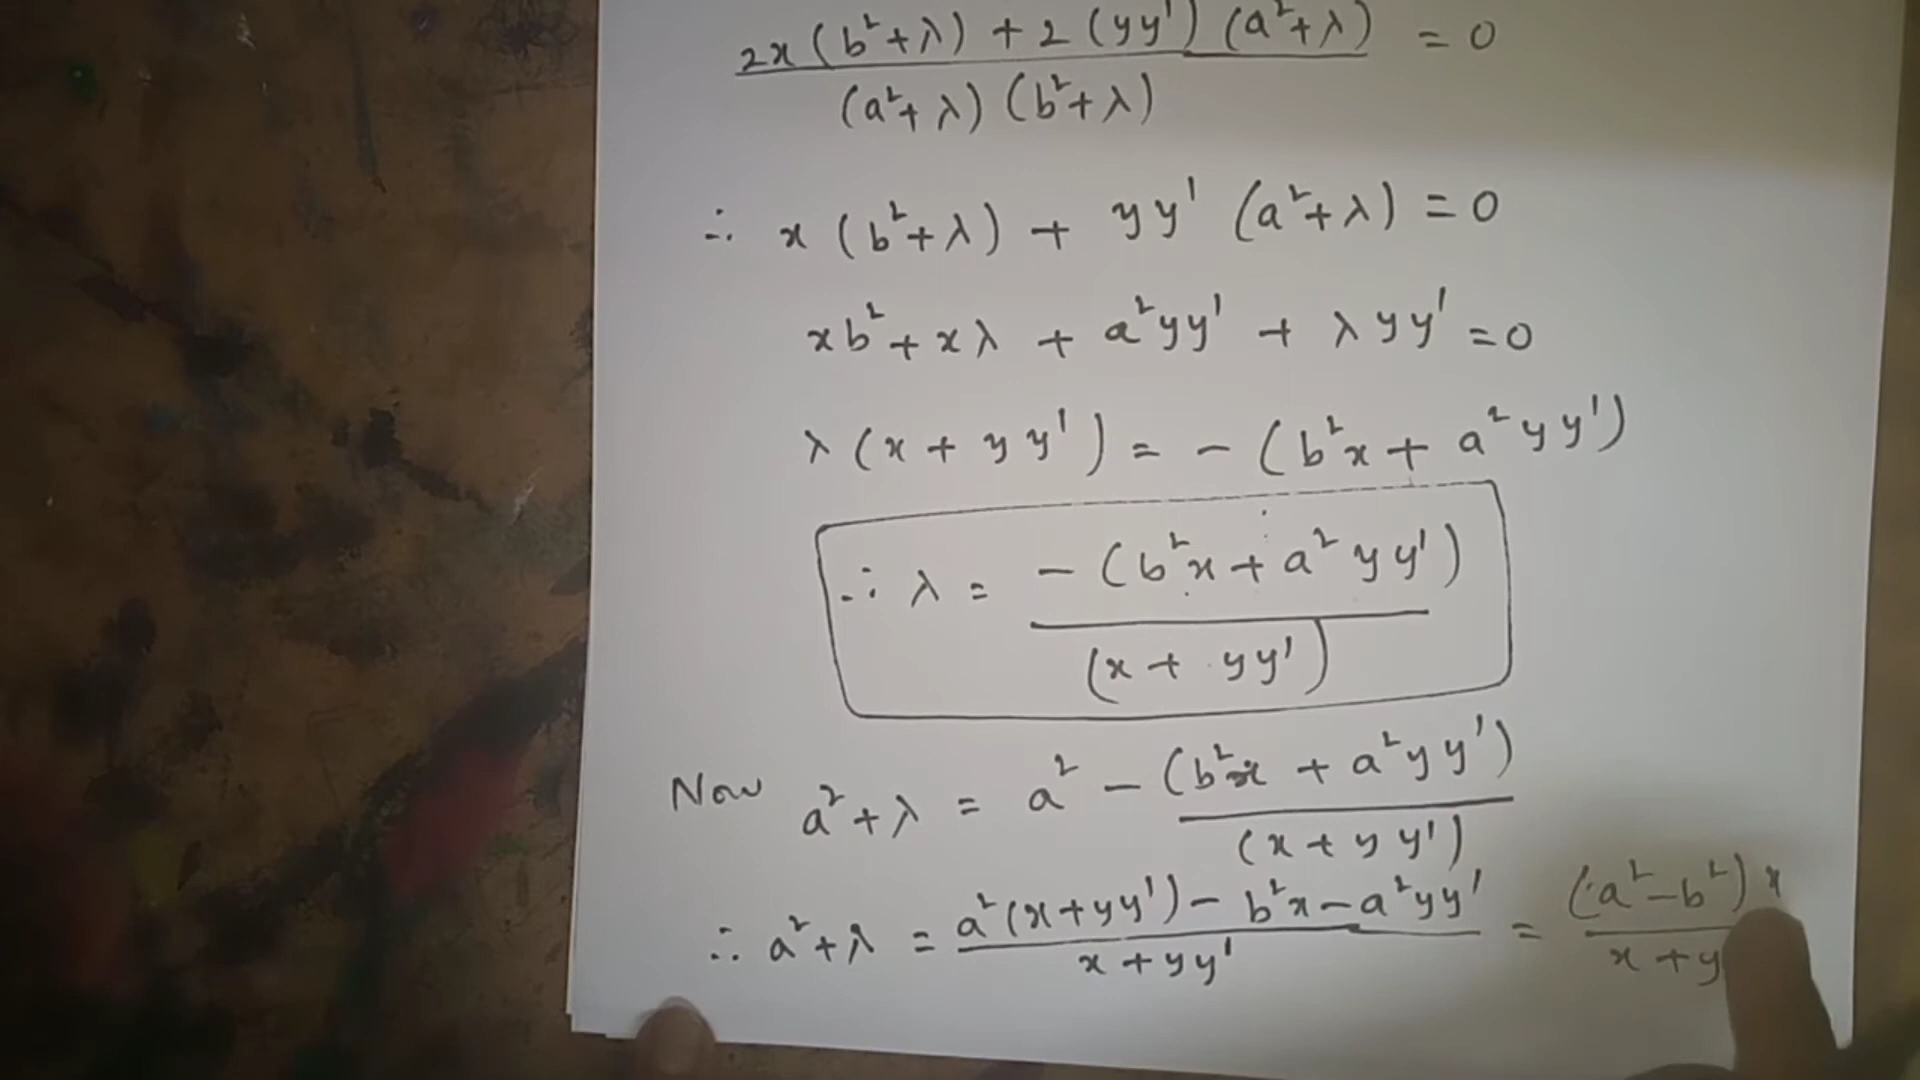 2x(b²+λ) + 2(yy')(a²+λ) = 0
(a²+λ)(b²+λ)
∴ x(b²+λ) + yy'(a²+λ) = 0
xb² + xλ + a²yy' + λyy' = 0
λ(x + yy') = -(b²x + a²yy')
∴ λ = -(b²x + a²yy')
(x + yy')
Now a²+λ = a² - (b²x + a²yy')
(x + yy')
∴ a²+λ = a²(x+yy') - b²x - a²yy' = (a²-b²)x
x + yy' x + y